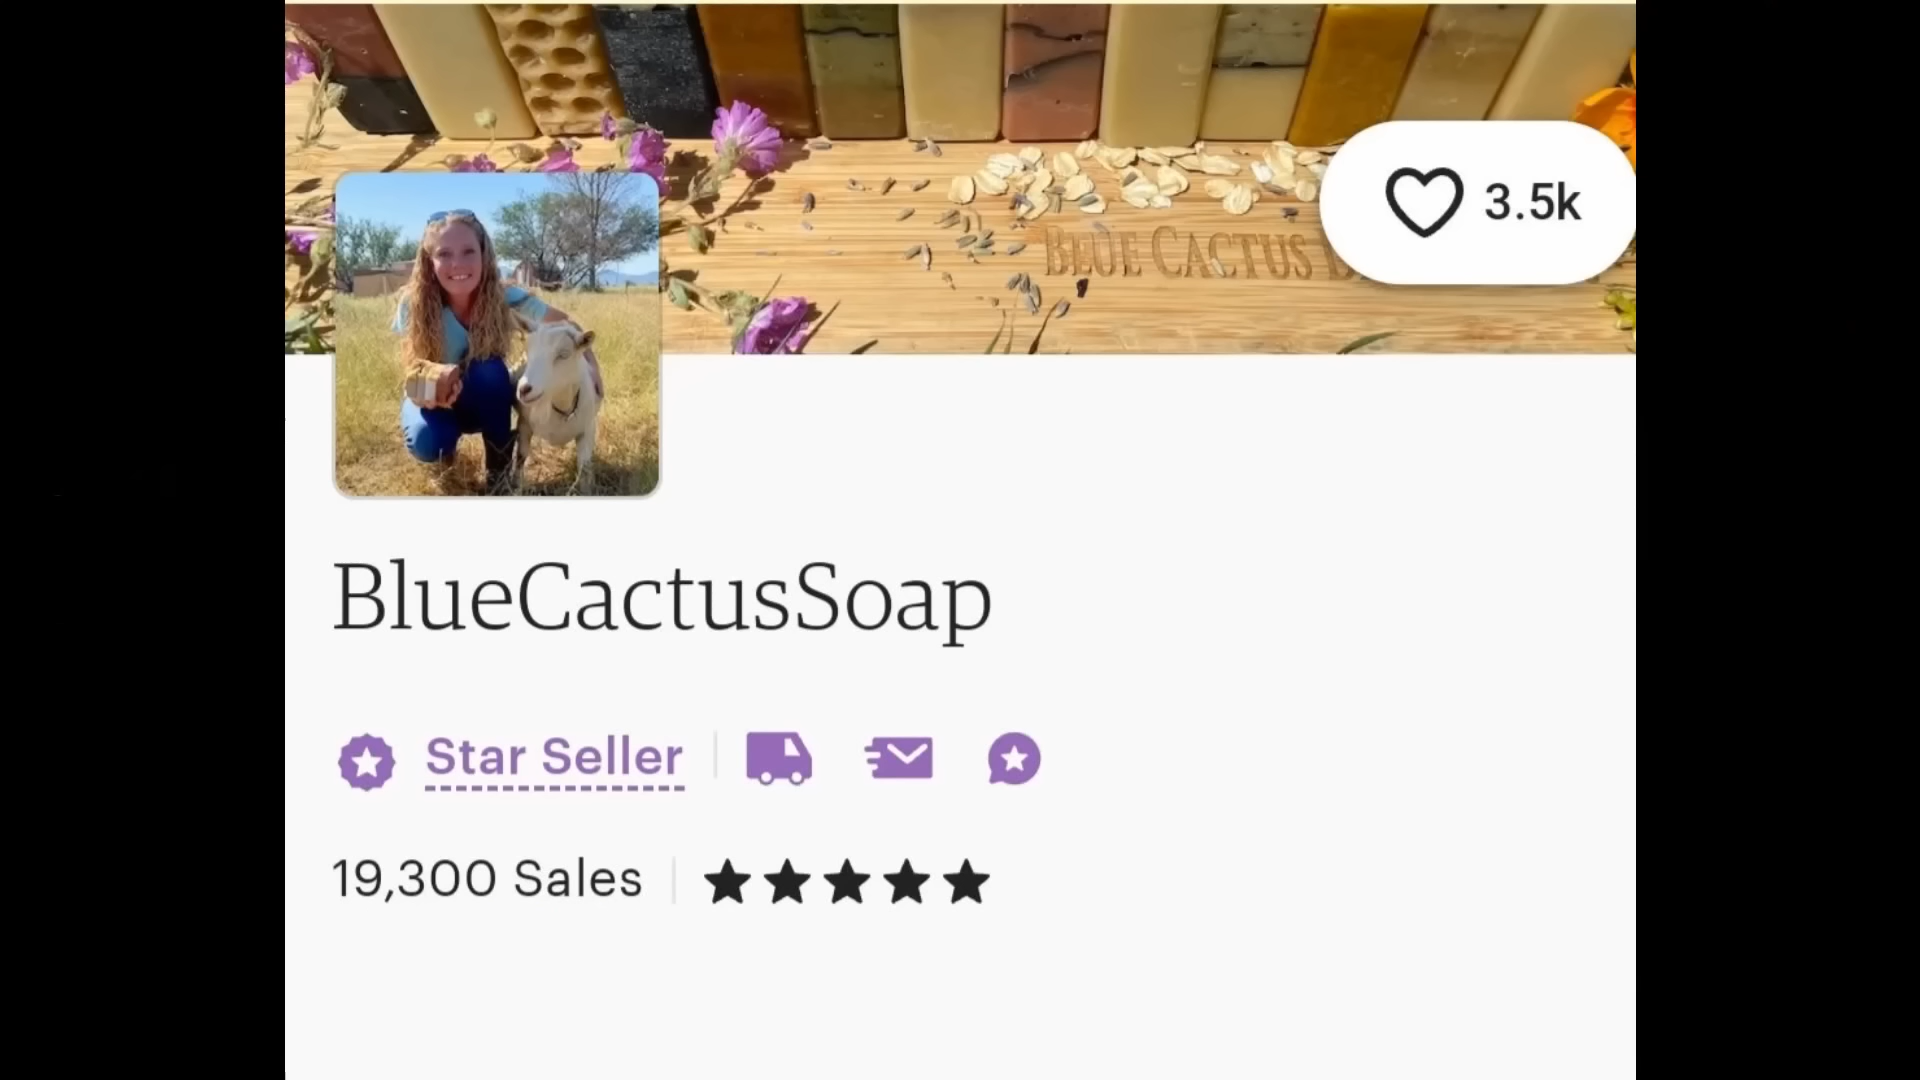 3.5k
BLUE CACTUS
BlueCactusSoap
Star Seller
19,300 Sales